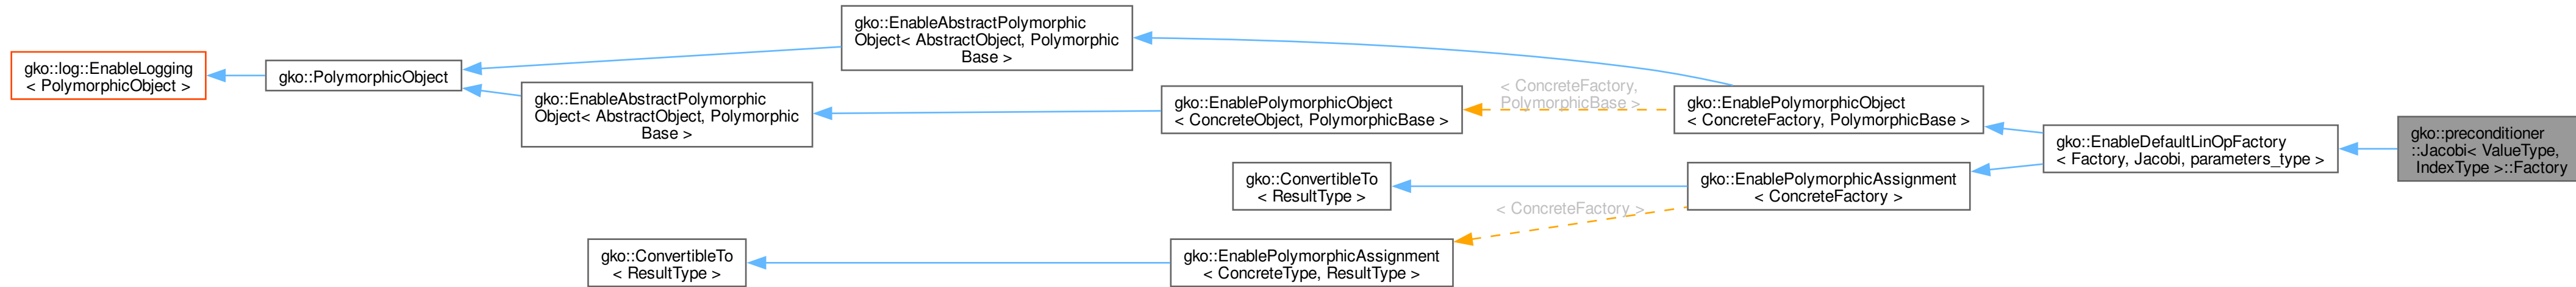 gko::log::EnableLogging
< PolymorphicObject >
gko::PolymorphicObject
gko::EnableAbstractPolymorphic
Object< AbstractObject, Polymorphic
Base >
gko::EnableAbstractPolymorphic
Object< AbstractObject, Polymorphic
Base >
gko::EnablePolymorphicObject
< ConcreteObject, PolymorphicBase >
< ConcreteFactory,
PolymorphicBase >
gko::EnablePolymorphicObject
< ConcreteFactory, PolymorphicBase >
gko::ConvertibleTo
< ResultType >
gko::EnablePolymorphicAssignment
< ConcreteFactory >
< ConcreteFactory >
gko::ConvertibleTo
< ResultType >
gko::EnablePolymorphicAssignment
< ConcreteType, ResultType >
gko::EnableDefaultLinOpFactory
< Factory, Jacobi, parameters_type >
gko::preconditioner
::Jacobi< ValueType,
IndexType >::Factory